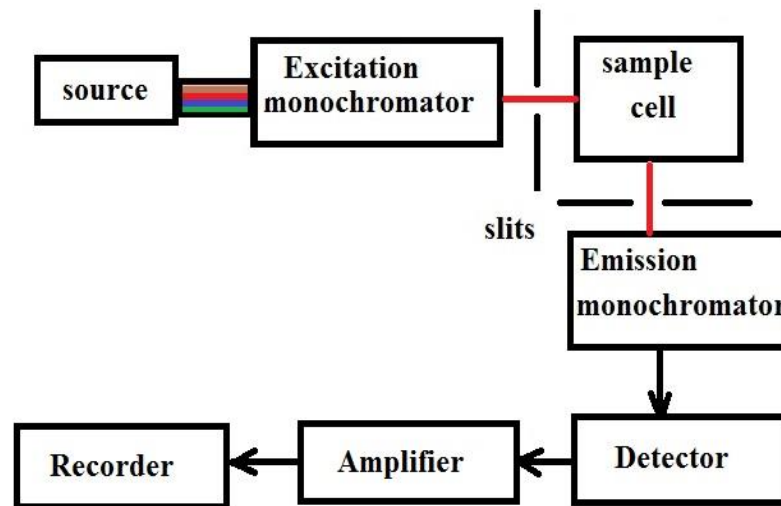 source
Excitation
monochromator
sample
cell
slits
Emission
monochromator
Detector
Amplifier
Recorder